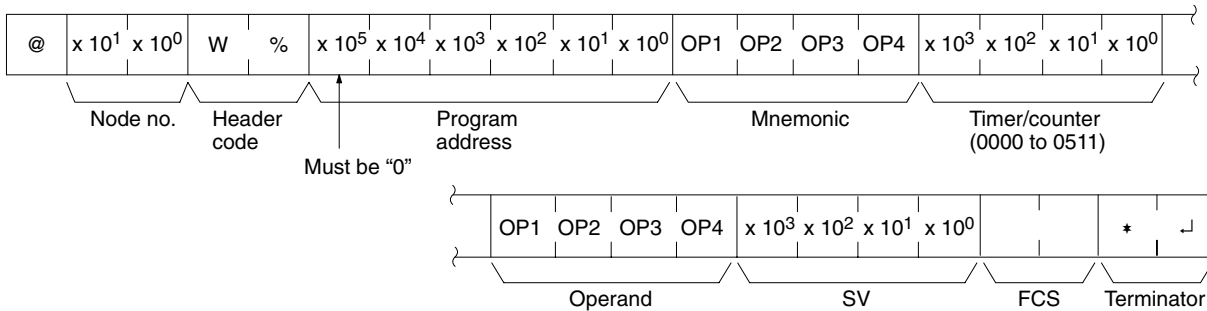 @ x 10¹ x 10⁰ W % x 10⁵ x 10⁴ x 10³ x 10² x 10¹ x 10⁰ OP1 OP2 OP3 OP4 x 10³ x 10² x 10¹ x 10⁰
Node no. Header code Program address Mnemonic Timer/counter (0000 to 0511)
Must be “0”
OP1 OP2 OP3 OP4 x 10³ x 10² x 10¹ x 10⁰ * ↵
Operand SV FCS Terminator